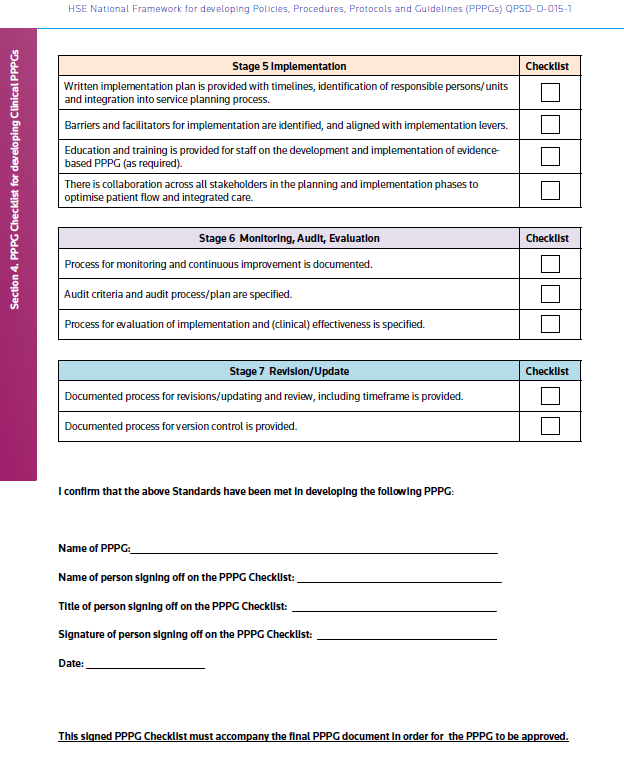 HSE National Framework for developing Policies, Procedures, Protocols and Guidelines (PPPGs) QPSD-D-015-1
Section 4. PPPG Checklist for developing Clinical PPPGs
Stage 5 Implementation Checklist
Written implementation plan is provided with timelines, identification of responsible persons/units
and integration into service planning process.
Barriers and facilitators for implementation are identified, and aligned with implementation levers.
Education and training is provided for staff on the development and implementation of evidence-
based PPPG (as required).
There is collaboration across all stakeholders in the planning and implementation phases to
optimise patient flow and integrated care.
Stage 6 Monitoring, Audit, Evaluation Checklist
Process for monitoring and continuous improvement is documented.
Audit criteria and audit process/plan are specified.
Process for evaluation of implementation and (clinical) effectiveness is specified.
Stage 7 Revision/Update Checklist
Documented process for revisions/updating and review, including timeframe is provided.
Documented process for version control is provided.
I confirm that the above Standards have been met in developing the following PPPG:
Name of PPPG:
Name of person signing off on the PPPG Checklist:
Title of person signing off on the PPPG Checklist:
Signature of person signing off on the PPPG Checklist:
Date:
This signed PPPG Checklist must accompany the final PPPG document in order for the PPPG to be approved.